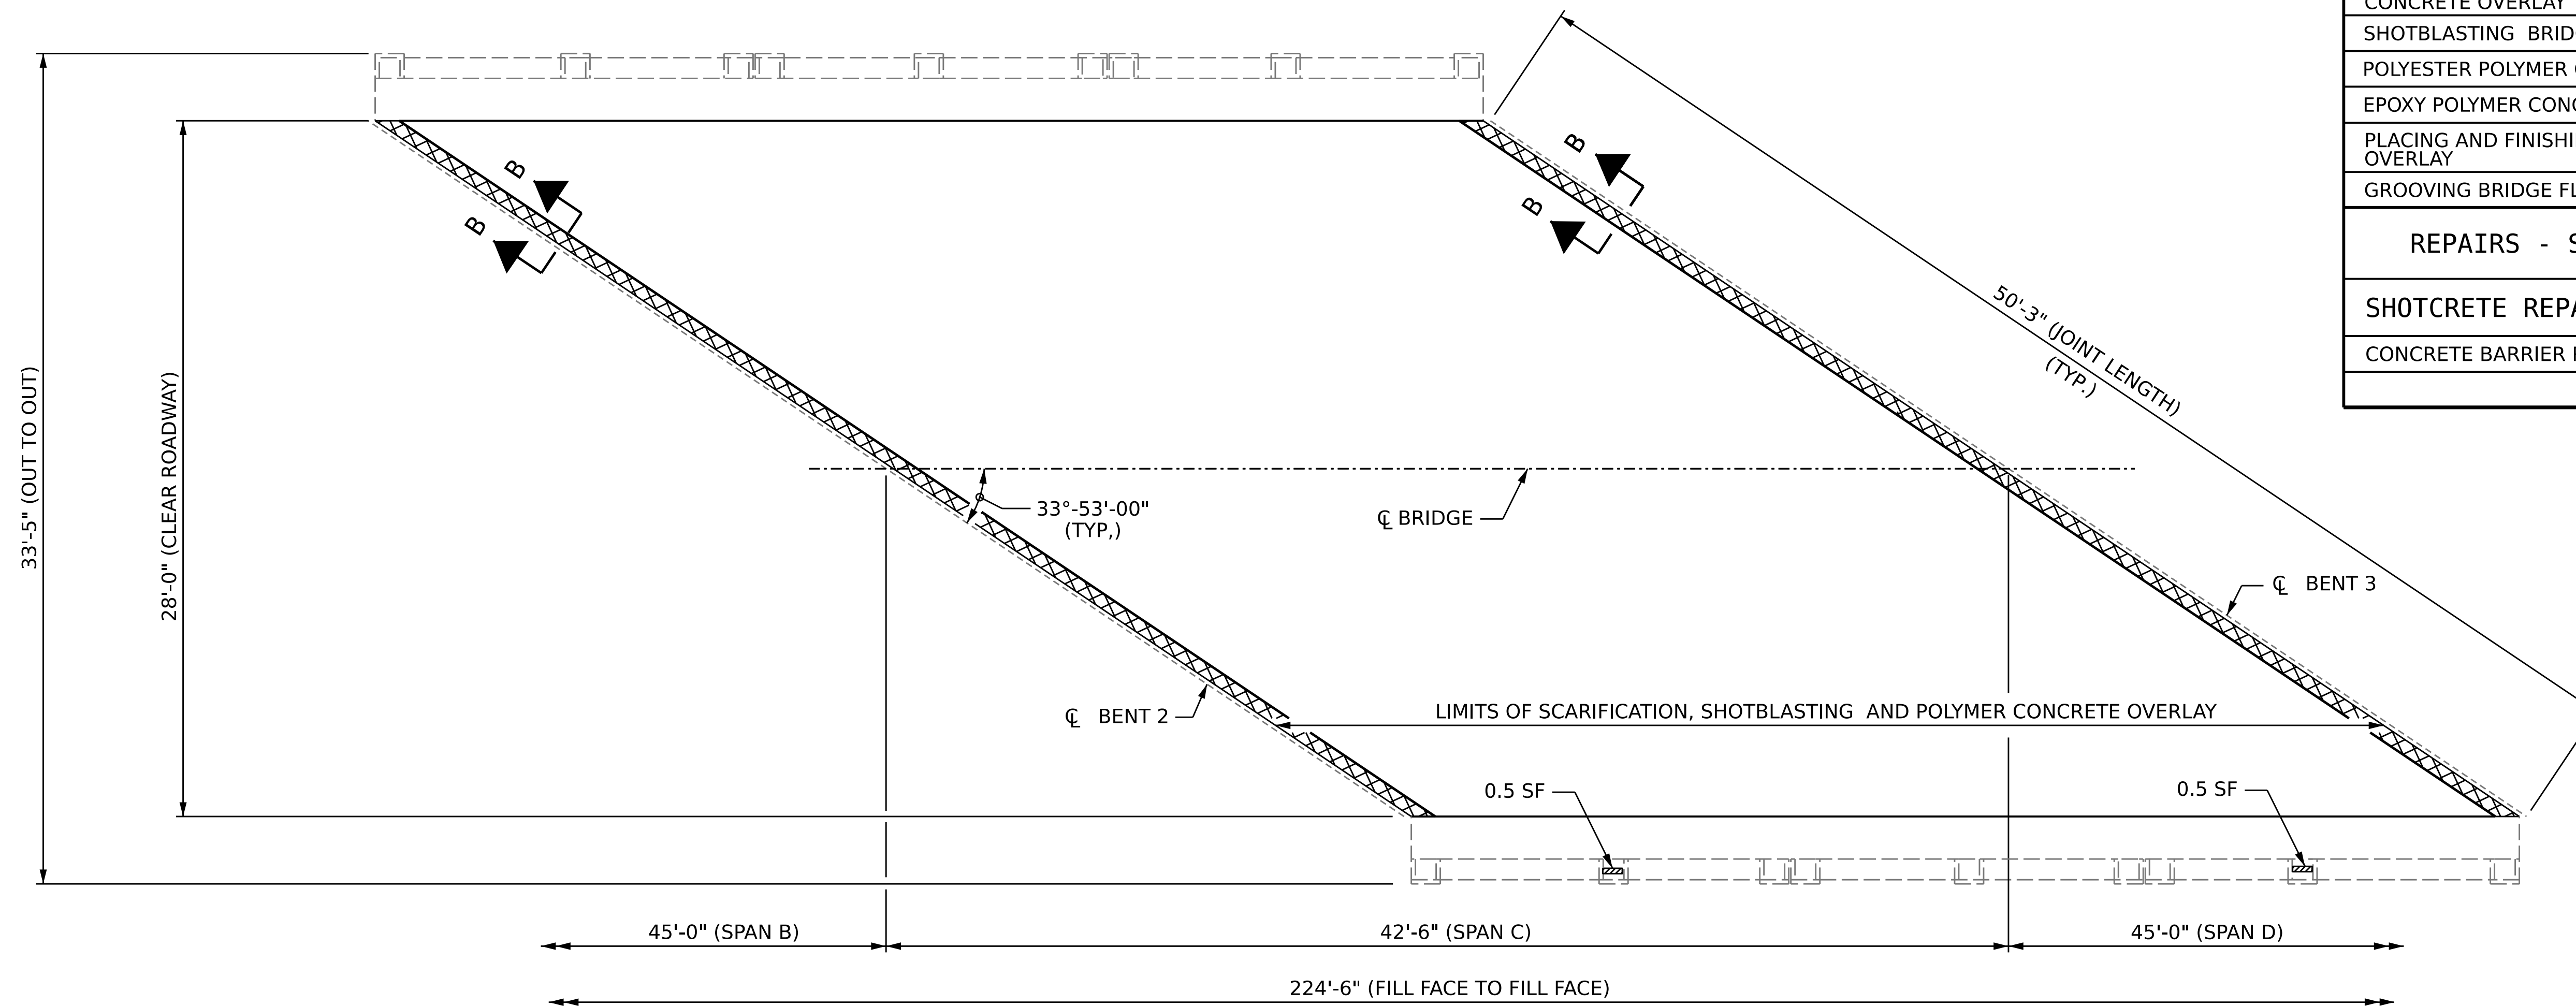 CONCRETE OVERLAY
SHOTBLASTING BRID
POLYESTER POLYMER
EPOXY POLYMER CONC
PLACING AND FINISHI
OVERLAY
GROOVING BRIDGE FL
REPAIRS - S
SHOTCRETE REPA
CONCRETE BARRIER
B
B
B
B
50'-3" (JOINT LENGTH)
(TYP.)
33'-5" (OUT TO OUT)
28'-0" (CLEAR ROADWAY)
33°-53'-00"
(TYP,)
℄ BRIDGE
℄ BENT 3
℄ BENT 2
LIMITS OF SCARIFICATION, SHOTBLASTING AND POLYMER CONCRETE OVERLAY
0.5 SF
0.5 SF
45'-0" (SPAN B)
42'-6" (SPAN C)
45'-0" (SPAN D)
224'-6" (FILL FACE TO FILL FACE)